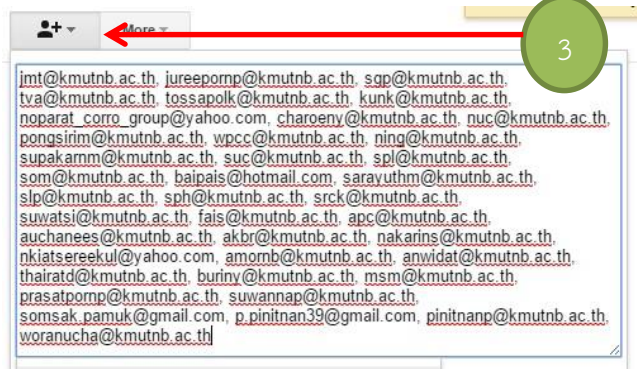 More
3
jmt@kmutnb.ac.th, jureepornp@kmutnb.ac.th, sgp@kmutnb.ac.th,
tva@kmutnb.ac.th, tossapolk@kmutnb.ac.th, kunk@kmutnb.ac.th,
noparat_corro_group@yahoo.com, charoeny@kmutnb.ac.th, nuc@kmutnb.ac.th,
pongsirim@kmutnb.ac.th, wpcc@kmutnb.ac.th, ning@kmutnb.ac.th,
supakarnm@kmutnb.ac.th, suc@kmutnb.ac.th, spl@kmutnb.ac.th,
som@kmutnb.ac.th, baipais@hotmail.com, sarayuthm@kmutnb.ac.th,
slp@kmutnb.ac.th, sph@kmutnb.ac.th, srck@kmutnb.ac.th,
suwatsi@kmutnb.ac.th, fais@kmutnb.ac.th, apc@kmutnb.ac.th,
auchanees@kmutnb.ac.th, akbr@kmutnb.ac.th, nakarins@kmutnb.ac.th,
nkiatsereekul@yahoo.com, amornb@kmutnb.ac.th, anwidat@kmutnb.ac.th,
thairatd@kmutnb.ac.th, buriny@kmutnb.ac.th, msm@kmutnb.ac.th,
prasatpornp@kmutnb.ac.th, suwannap@kmutnb.ac.th,
somsak.pamuk@gmail.com, p.pinitnan39@gmail.com, pinitnanp@kmutnb.ac.th,
woranucha@kmutnb.ac.th